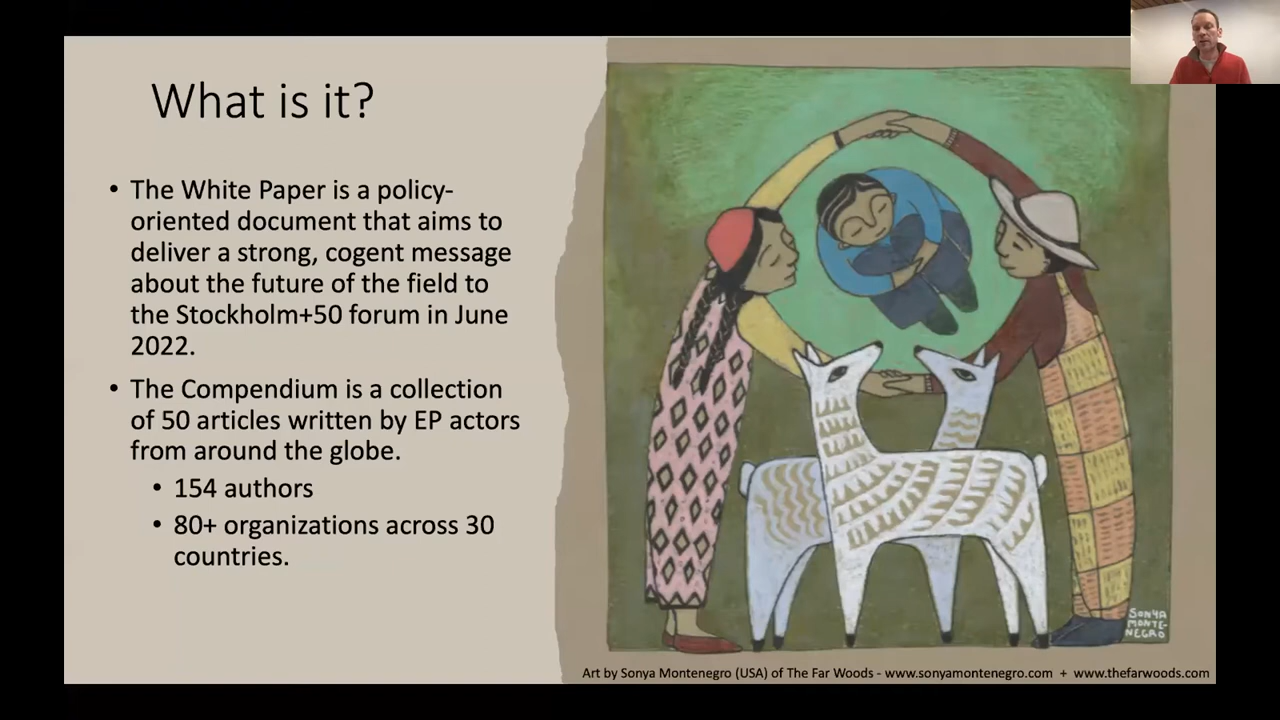 What is it?
• The White Paper is a policy-
oriented document that aims to
deliver a strong, cogent message
about the future of the field to
the Stockholm+50 forum in June
2022.
• The Compendium is a collection
of 50 articles written by EP actors
from around the globe.
• 154 authors
• 80+ organizations across 30
countries.
SONYA
MONTE-
NEGRO
Art by Sonya Montenegro (USA) of The Far Woods - www.sonyamontenegro.com + www.thefarwoods.com